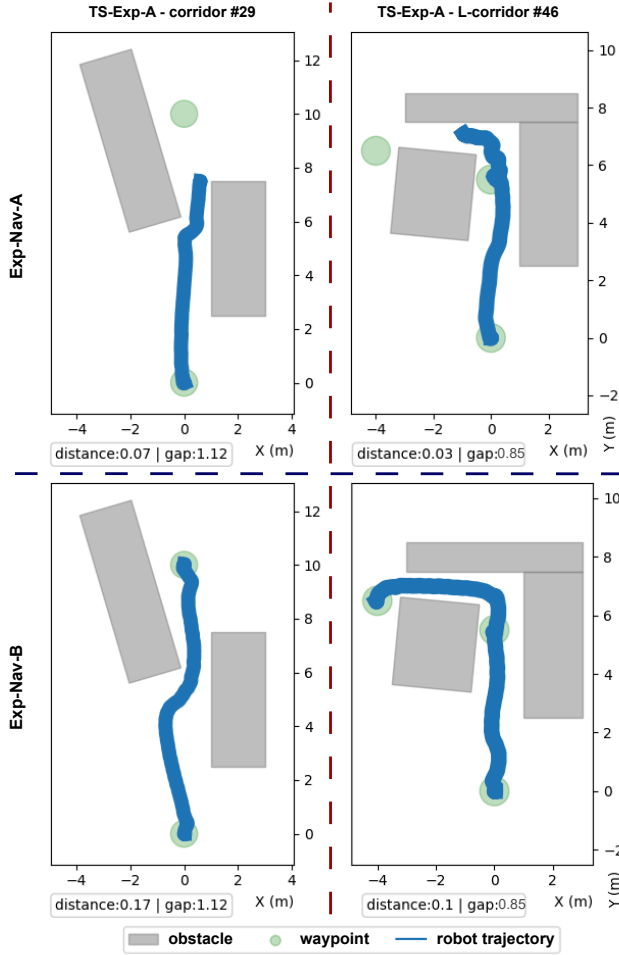 TS-Exp-A - corridor #29
TS-Exp-A - L-corridor #46
Exp-Nav-A
12
10
8
6
4
2
0
−4 −2 0 2 4
X (m)
distance:0.07 | gap:1.12
10
8
6
4
2
0
−2
Y (m)
−4 −2 0 2
X (m)
distance:0.03 | gap:0.85
Exp-Nav-B
12
10
8
6
4
2
0
−4 −2 0 2 4
X (m)
distance:0.17 | gap:1.12
10
8
6
4
2
0
−2
Y (m)
−4 −2 0 2
X (m)
distance:0.1 | gap:0.85
obstacle waypoint robot trajectory